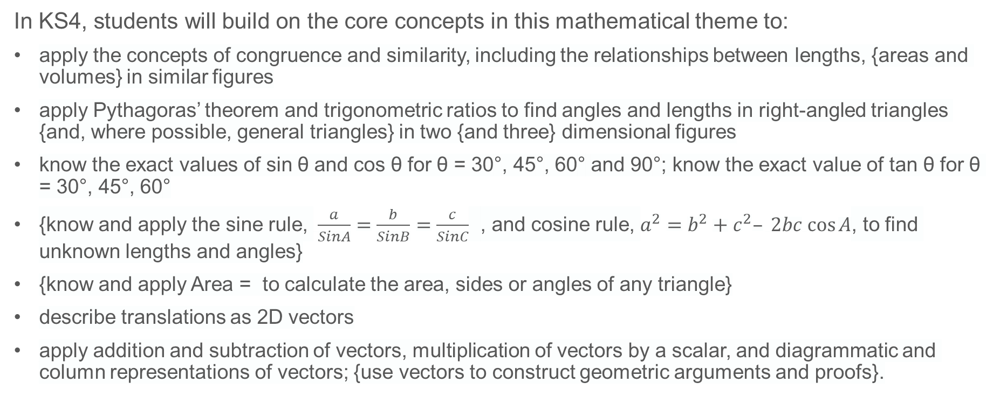 In KS4, students will build on the core concepts in this mathematical theme to:
• apply the concepts of congruence and similarity, including the relationships between lengths, {areas and
volumes} in similar figures
• apply Pythagoras’ theorem and trigonometric ratios to find angles and lengths in right-angled triangles
{and, where possible, general triangles} in two {and three} dimensional figures
• know the exact values of sin θ and cos θ for θ = 30°, 45°, 60° and 90°; know the exact value of tan θ for θ
= 30°, 45°, 60°
• {know and apply the sine rule, a/SinA = b/SinB = c/SinC , and cosine rule, a² = b² + c²– 2bc cos A, to find
unknown lengths and angles}
• {know and apply Area = to calculate the area, sides or angles of any triangle}
• describe translations as 2D vectors
• apply addition and subtraction of vectors, multiplication of vectors by a scalar, and diagrammatic and
column representations of vectors; {use vectors to construct geometric arguments and proofs}.